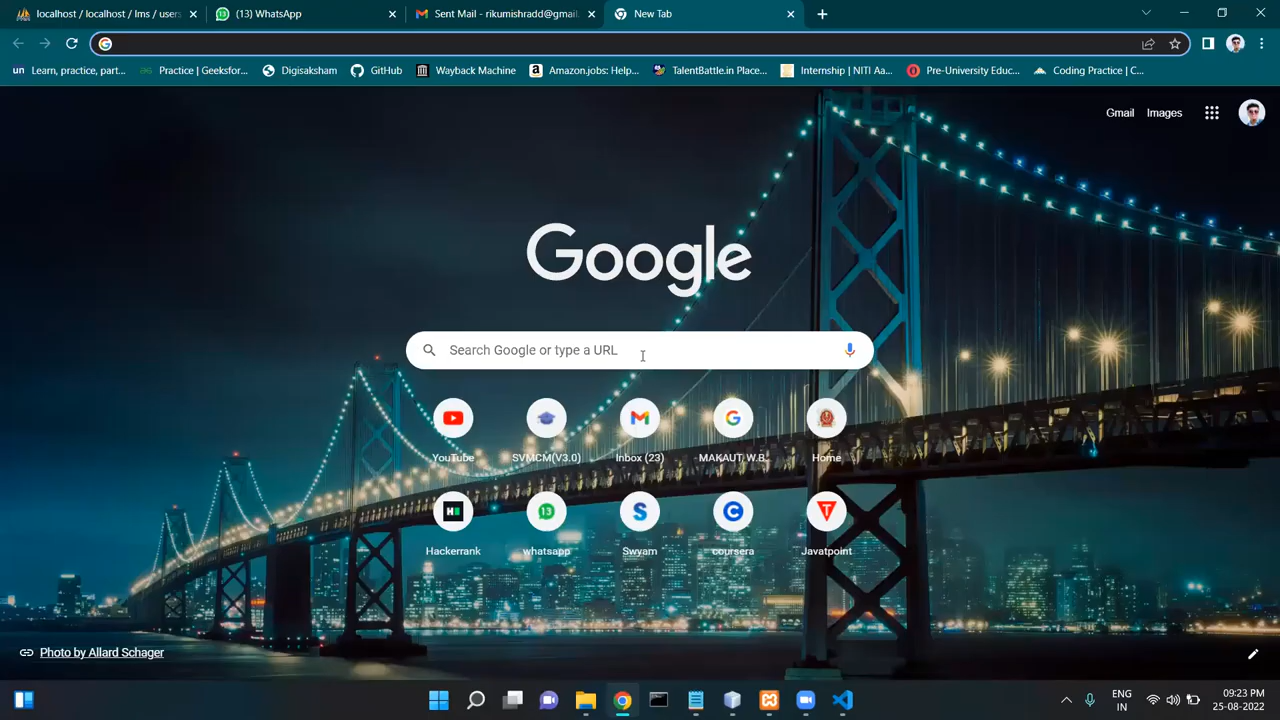 localhost / localhost / lms / users
(13) WhatsApp
Sent Mail - rikumishradd@gmail.
New Tab
Learn, practice, part...
Practice | Geeksfor...
Digisaksham
GitHub
Wayback Machine
Amazon.jobs: Help...
TalentBattle.in Place...
Internship | NITI Aa...
Pre-University Educ...
Coding Practice | C...
Gmail
Images
Google
Search Google or type a URL
YouTube
SVMCM(V3.0)
Inbox (23)
MAKAUT, W.B...
Home
Hackerrank
whatsapp
Swyam
coursera
Javatpoint
Photo by Allard Schager
ENG
IN
09:23 PM
25-08-2022